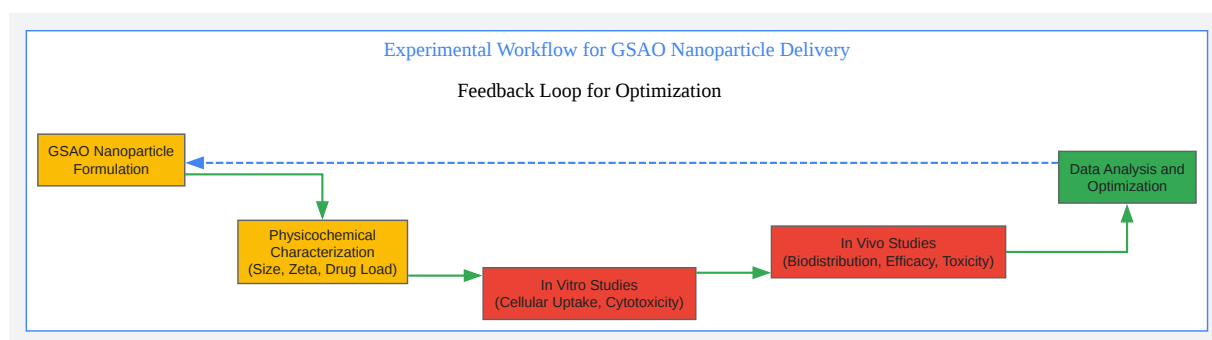 Experimental Workflow for GSAO Nanoparticle Delivery
Feedback Loop for Optimization
GSAO Nanoparticle
Formulation
Physicochemical
Characterization
(Size, Zeta, Drug Load)
In Vitro Studies
(Cellular Uptake, Cytotoxicity)
In Vivo Studies
(Biodistribution, Efficacy, Toxicity)
Data Analysis and
Optimization